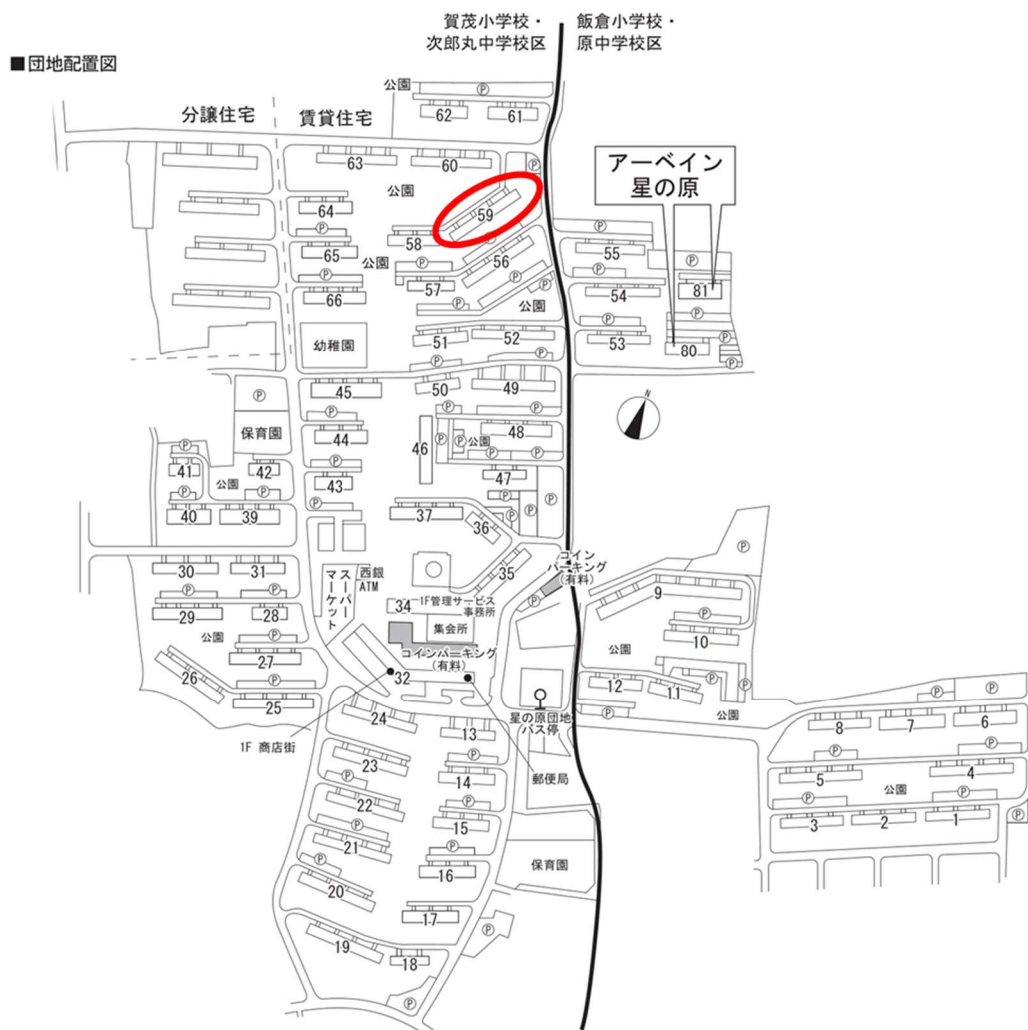 賀茂小学校・
次郎丸中学校区
飯倉小学校・
原中学校区
■団地配置図
公園
P
62
61
分譲住宅
賃貸住宅
63
60
P
アーベイン
星の原
公園
59
64
P
58
P
65
公園
P
56
P
55
P
57
P
66
P
P
公園
54
81
P
P
幼稚園
51
52
53
80
P
P
P
50
49
45
P
P
N
P
保育園
44
46
P
公園
48
P
P
P
41
42
公園
P
43
47
P
P
P
40
39
P
37
36
P
P
P
30
31
西銀
ATM
スーパー
マーケット
35
コイン
パーキング
(有料)
P
P
29
P
28
34
1F管理サービス
事務所
集会所
P
9
公園
P
27
コインパーキング
(有料)
P
10
公園
26
P
25
32
12
11
P
P
公園
24
13
星の原団地
バス停
8
7
6
1F 商店街
23
P
14
郵便局
P
P
5
4
P
22
P
15
公園
P
P
P
21
P
16
保育園
3
2
1
P
P
20
17
19
18
P
P